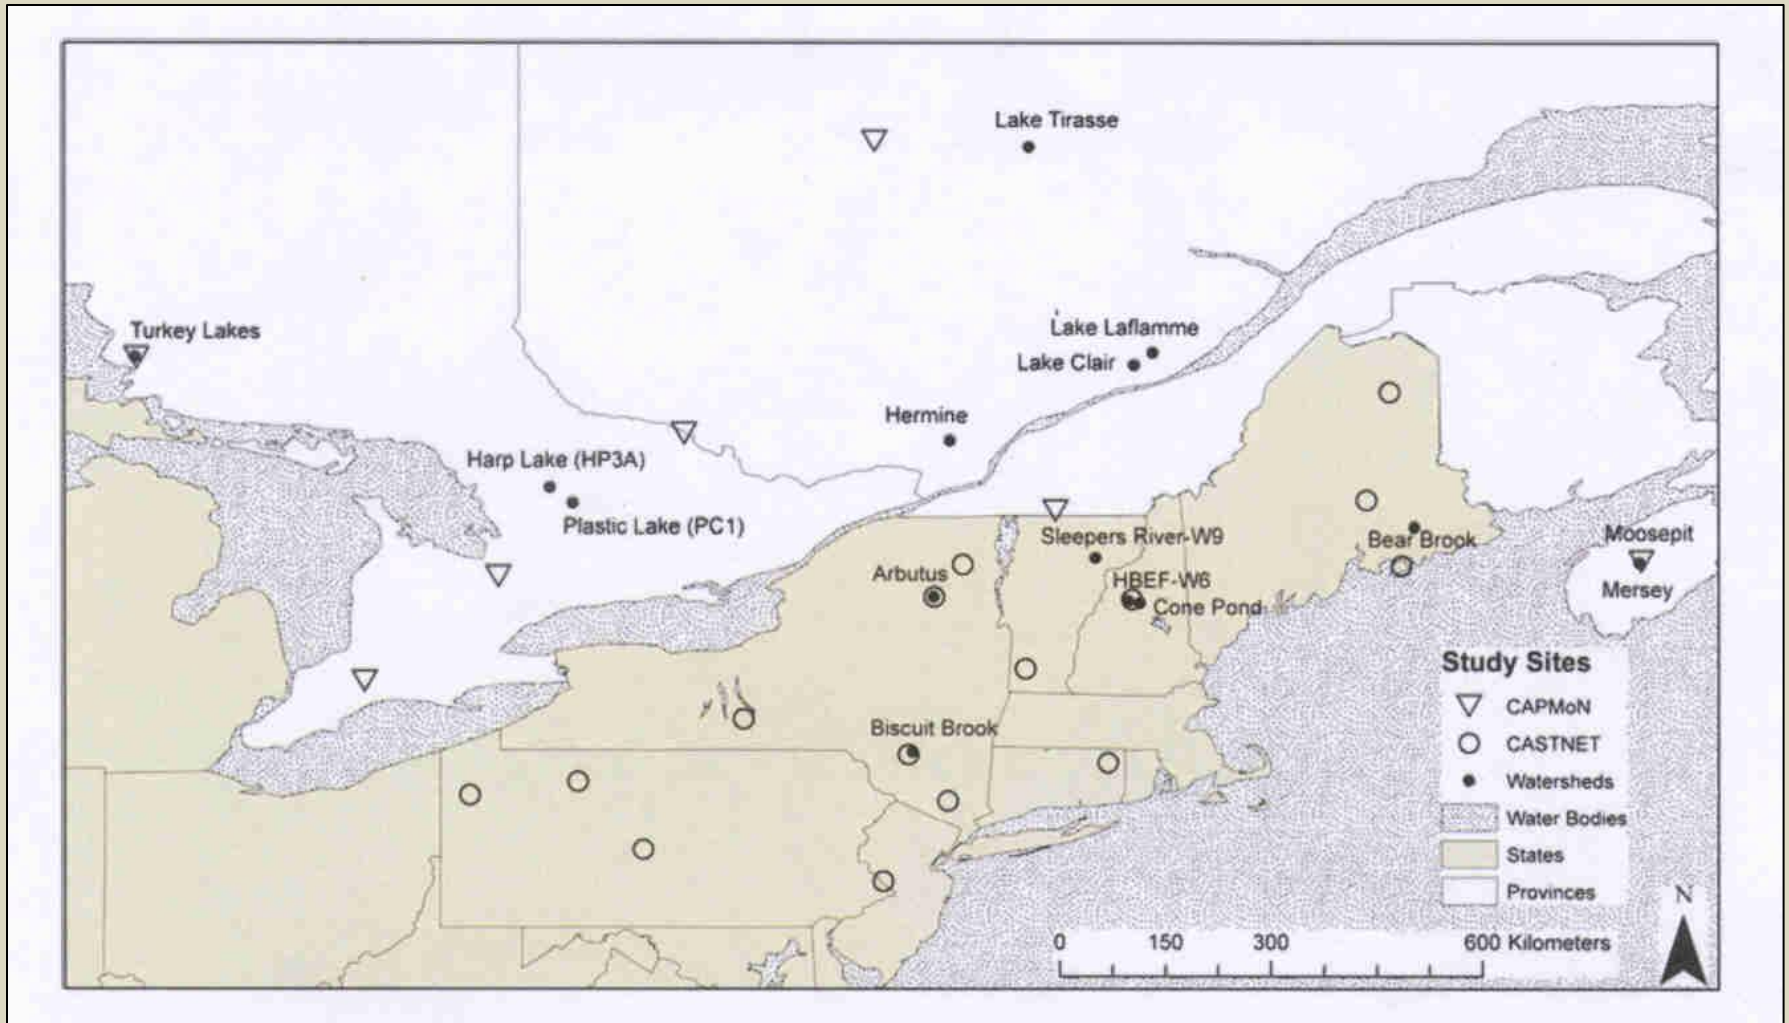 Lake Tirasse
Turkey Lakes
Lake Laflamme
Lake Clair
Hermine
Harp Lake (HP3A)
Plastic Lake (PC1)
Sleepers River-W9
Bear Brook
Moosepit
Arbutus
HBEF-W6
Mersey
Cone Pond
Biscuit Brook
Study Sites
CAPMoN
CASTNET
Watersheds
Water Bodies
States
Provinces
N
0 150 300 600 Kilometers